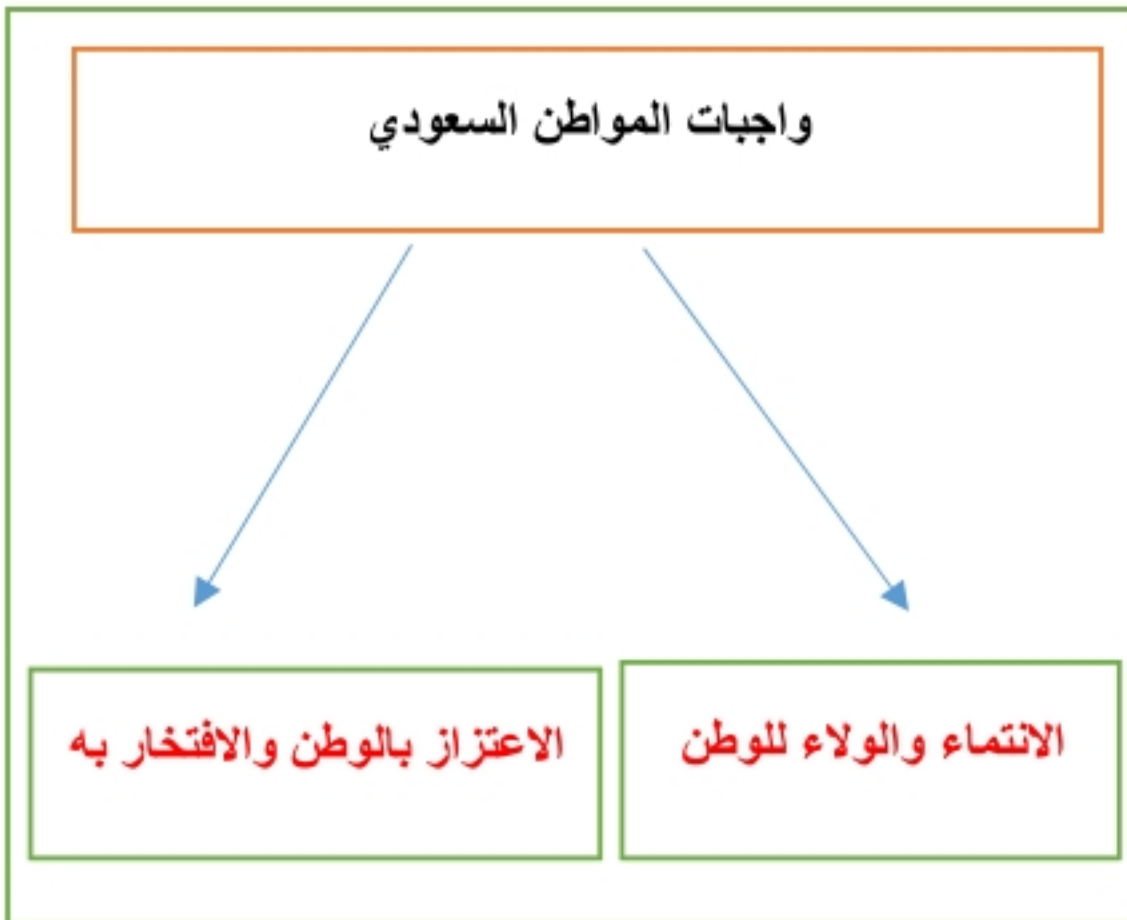 واجبات المواطن السعودي
الانتماء والولاء للوطن
الاعتزاز بالوطن والافتخار به